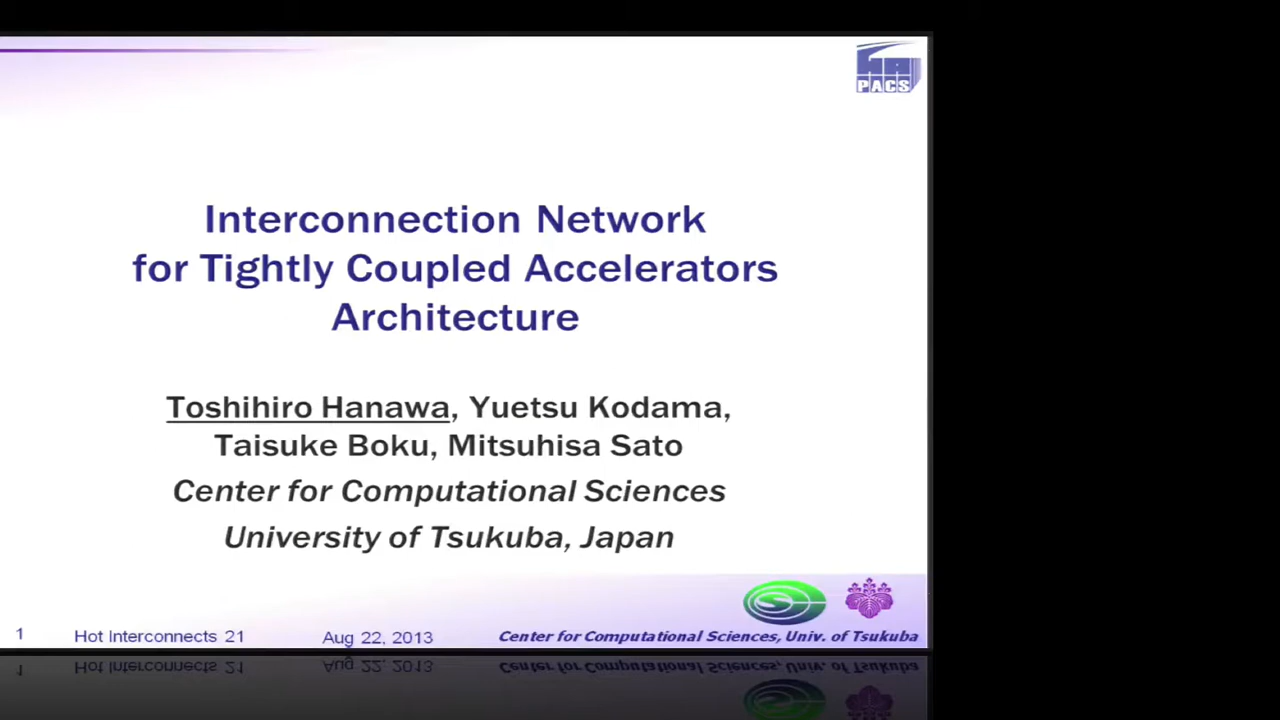 PACS
Interconnection Network
for Tightly Coupled Accelerators
Architecture
Toshihiro Hanawa, Yuetsu Kodama,
Taisuke Boku, Mitsuhisa Sato
Center for Computational Sciences
University of Tsukuba, Japan
1 Hot Interconnects 21 Aug 22, 2013 Center for Computational Sciences, Univ. of Tsukuba